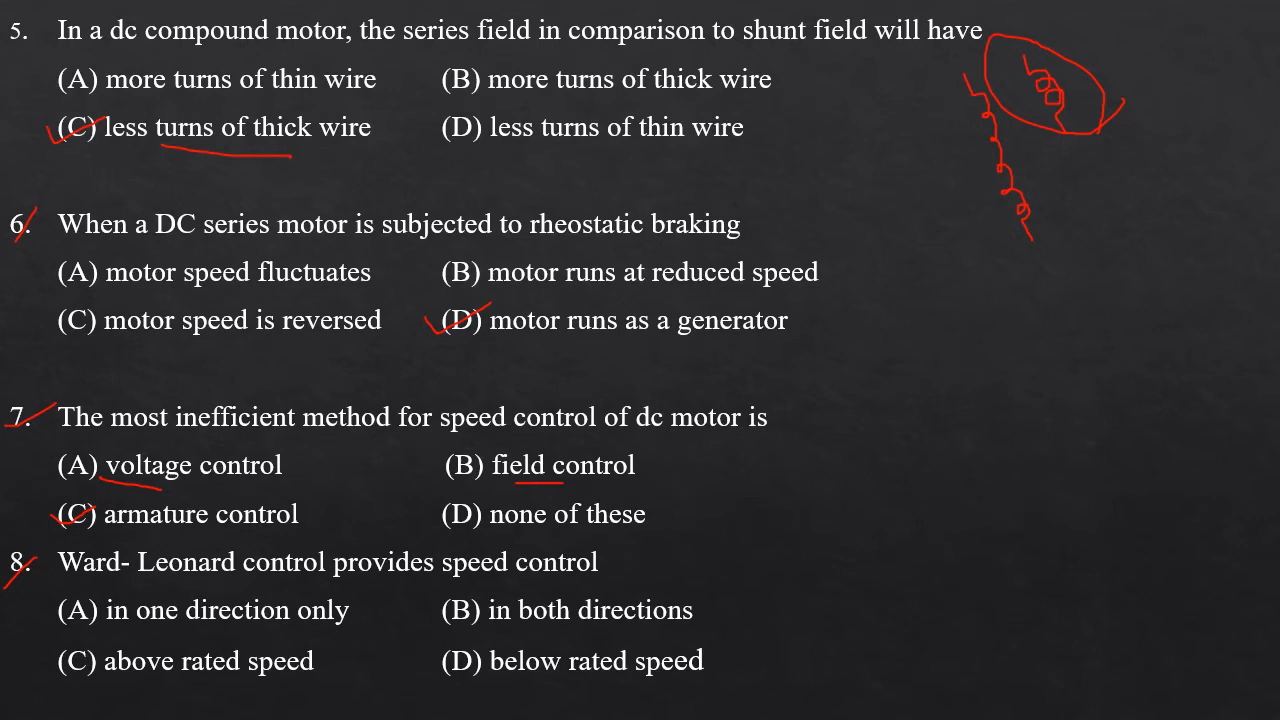 5. In a dc compound motor, the series field in comparison to shunt field will have
(A) more turns of thin wire (B) more turns of thick wire
(C) less turns of thick wire (D) less turns of thin wire
6. When a DC series motor is subjected to rheostatic braking
(A) motor speed fluctuates (B) motor runs at reduced speed
(C) motor speed is reversed (D) motor runs as a generator
7. The most inefficient method for speed control of dc motor is
(A) voltage control (B) field control
(C) armature control (D) none of these
8. Ward- Leonard control provides speed control
(A) in one direction only (B) in both directions
(C) above rated speed (D) below rated speed